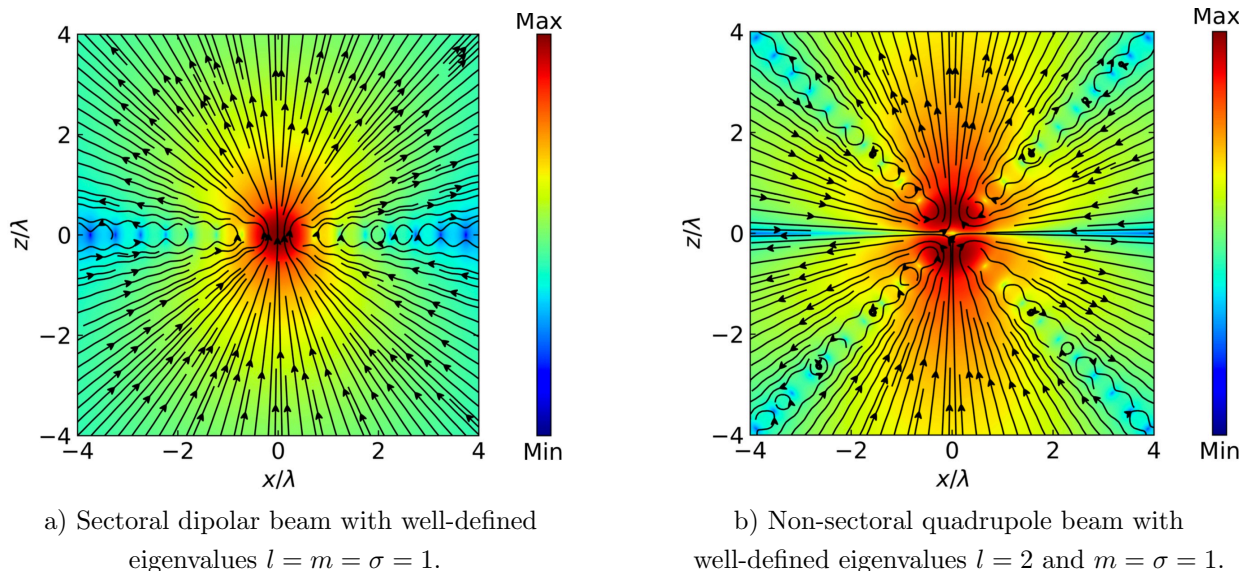 Max
4
2
0
−2
−4
z/λ
−4 −2 0 2 4
x/λ
Min
a) Sectoral dipolar beam with well-defined
eigenvalues l = m = σ = 1.
Max
4
2
0
−2
−4
z/λ
−4 −2 0 2 4
x/λ
Min
b) Non-sectoral quadrupole beam with
well-defined eigenvalues l = 2 and m = σ = 1.